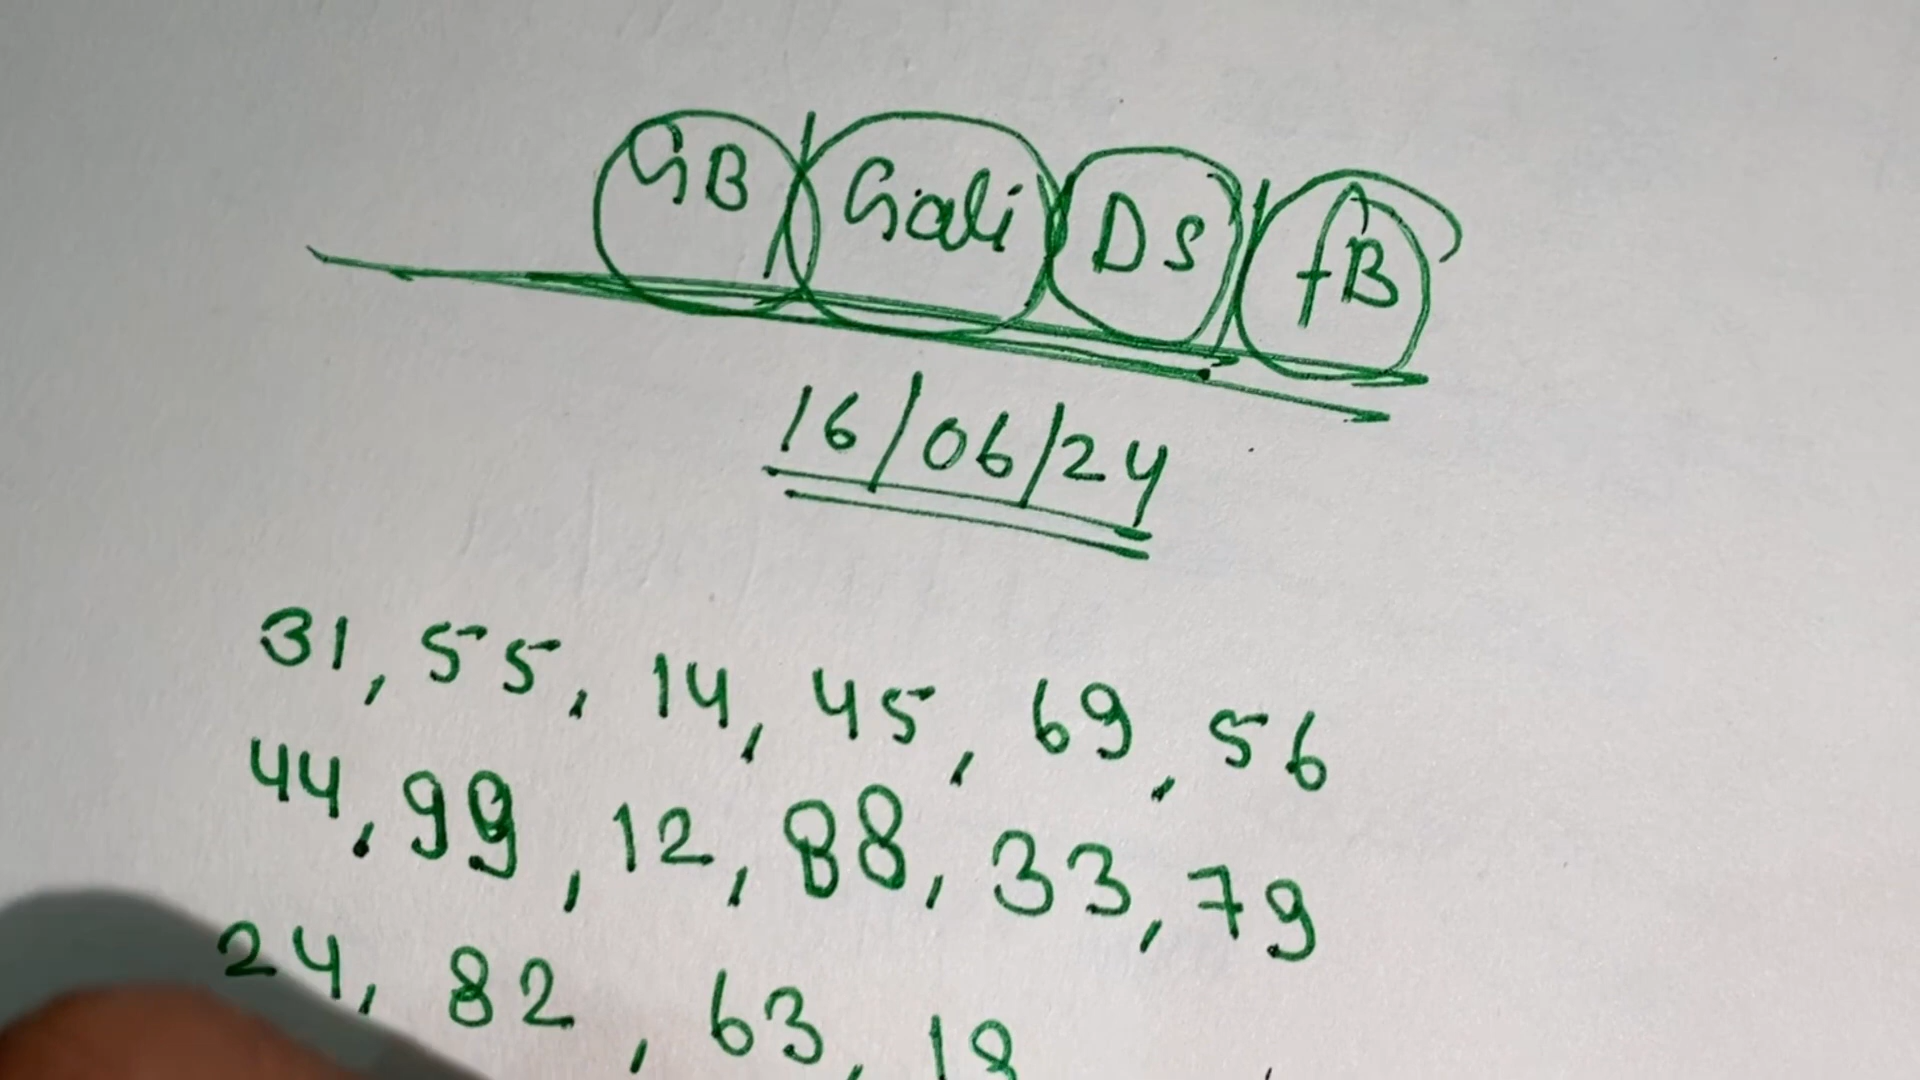 GB Gali DS fB
16/06/24
31, 55, 14, 45, 69, 56
44, 99, 12, 88, 33, 79
24, 82, 63,